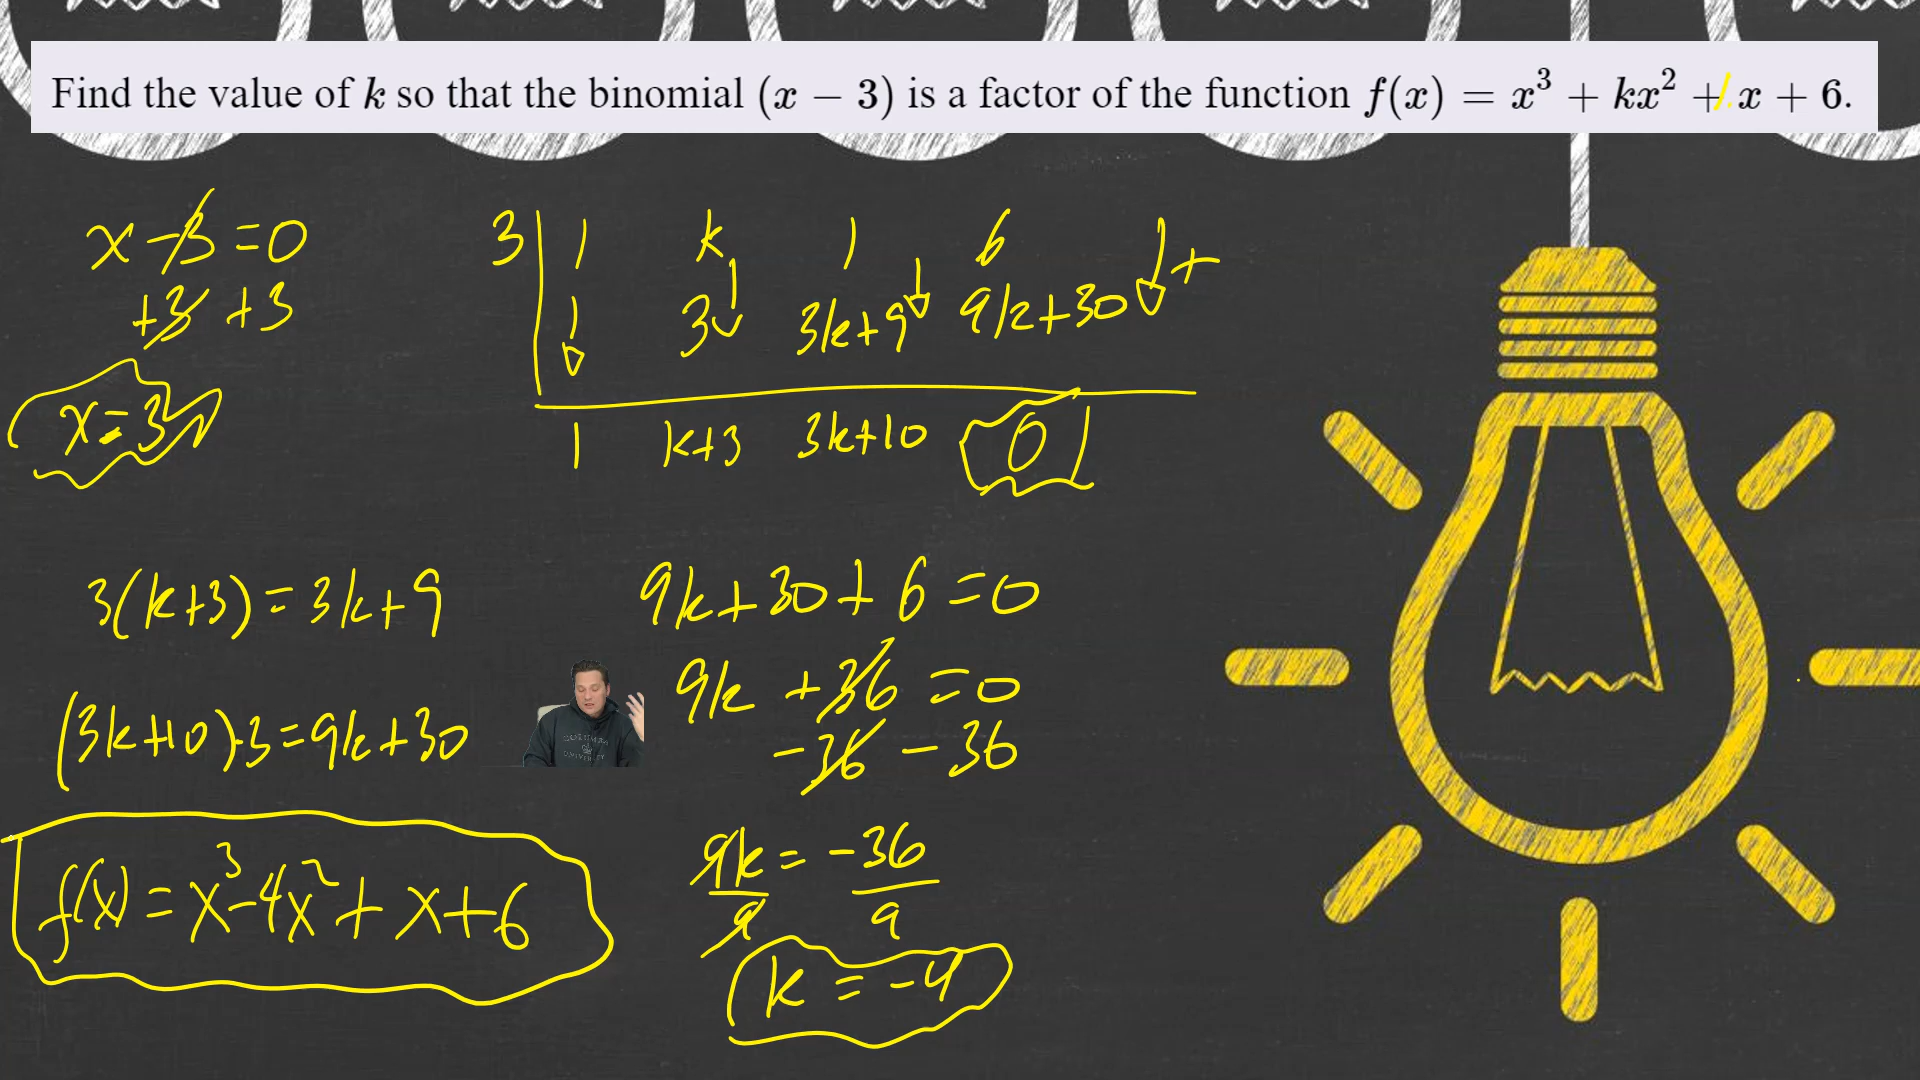 Find the value of k so that the binomial (x − 3) is a factor of the function f(x) = x³ + kx² + 1x + 6.
x - 3 = 0
+3 +3
x = 3
3 | 1 k 1 6
3 3k+9 9k+30 +
1 k+3 3k+10 0
3(k+3) = 3k+9
(3k+10)·3 = 9k+30
f(x) = x³ - 4x² + x + 6
9k + 30 + 6 = 0
9k + 36 = 0
- 36 - 36
9k = -36
9 9
k = -4
UNIVERSITY